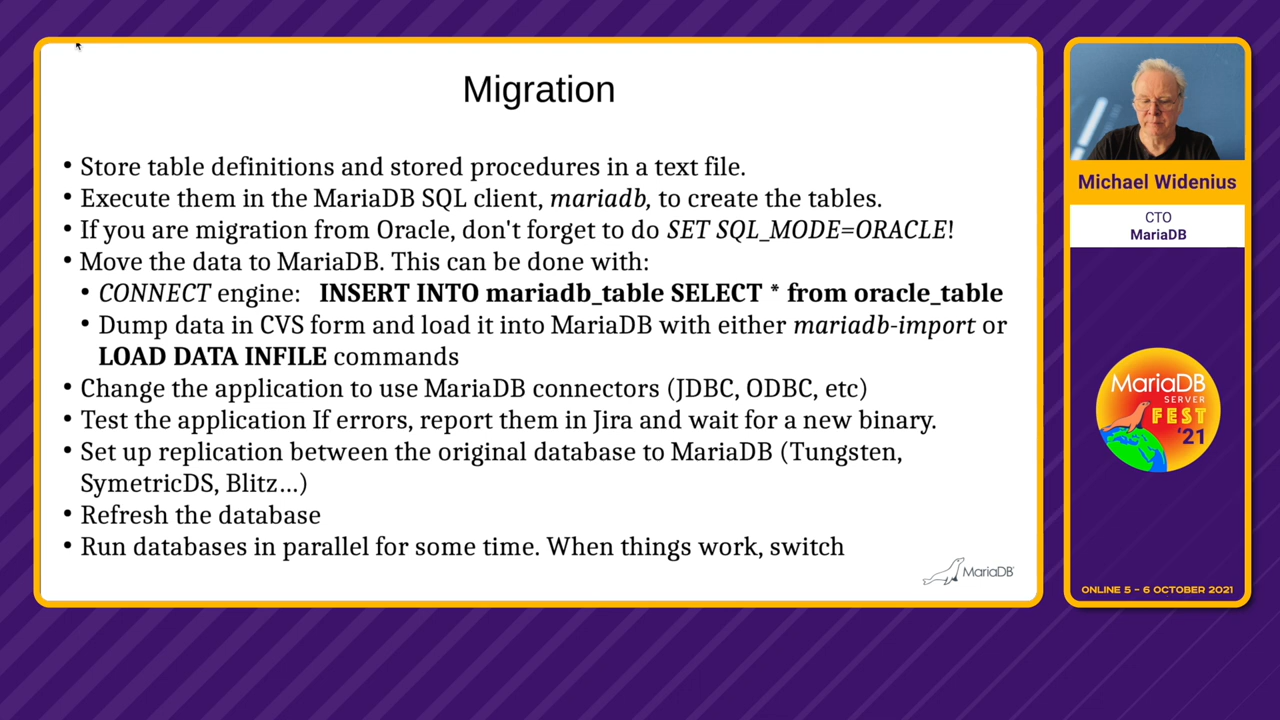 Migration
• Store table definitions and stored procedures in a text file.
• Execute them in the MariaDB SQL client, mariadb, to create the tables.
• If you are migration from Oracle, don't forget to do SET SQL_MODE=ORACLE!
• Move the data to MariaDB. This can be done with:
• CONNECT engine: INSERT INTO mariadb_table SELECT * from oracle_table
• Dump data in CVS form and load it into MariaDB with either mariadb-import or
LOAD DATA INFILE commands
• Change the application to use MariaDB connectors (JDBC, ODBC, etc)
• Test the application If errors, report them in Jira and wait for a new binary.
• Set up replication between the original database to MariaDB (Tungsten,
SymetricDS, Blitz…)
• Refresh the database
• Run databases in parallel for some time. When things work, switch
MariaDB
Michael Widenius
CTO
MariaDB
MariaDB
SERVER
FEST
'21
ONLINE 5 – 6 OCTOBER 2021